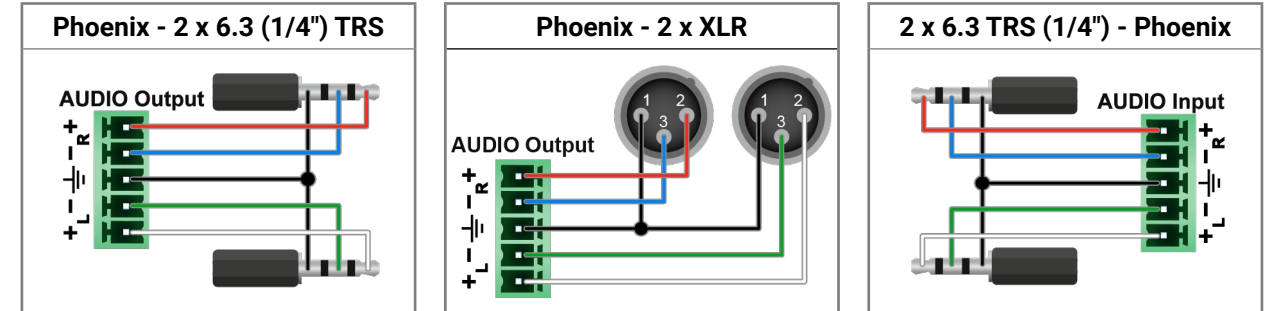 Phoenix - 2 x 6.3 (1/4") TRS
AUDIO Output
+
R
-
-
L
+
Phoenix - 2 x XLR
1 2
3
1 2
3
AUDIO Output
+
R
-
-
L
+
2 x 6.3 TRS (1/4") - Phoenix
AUDIO Input
+
R
-
-
L
+